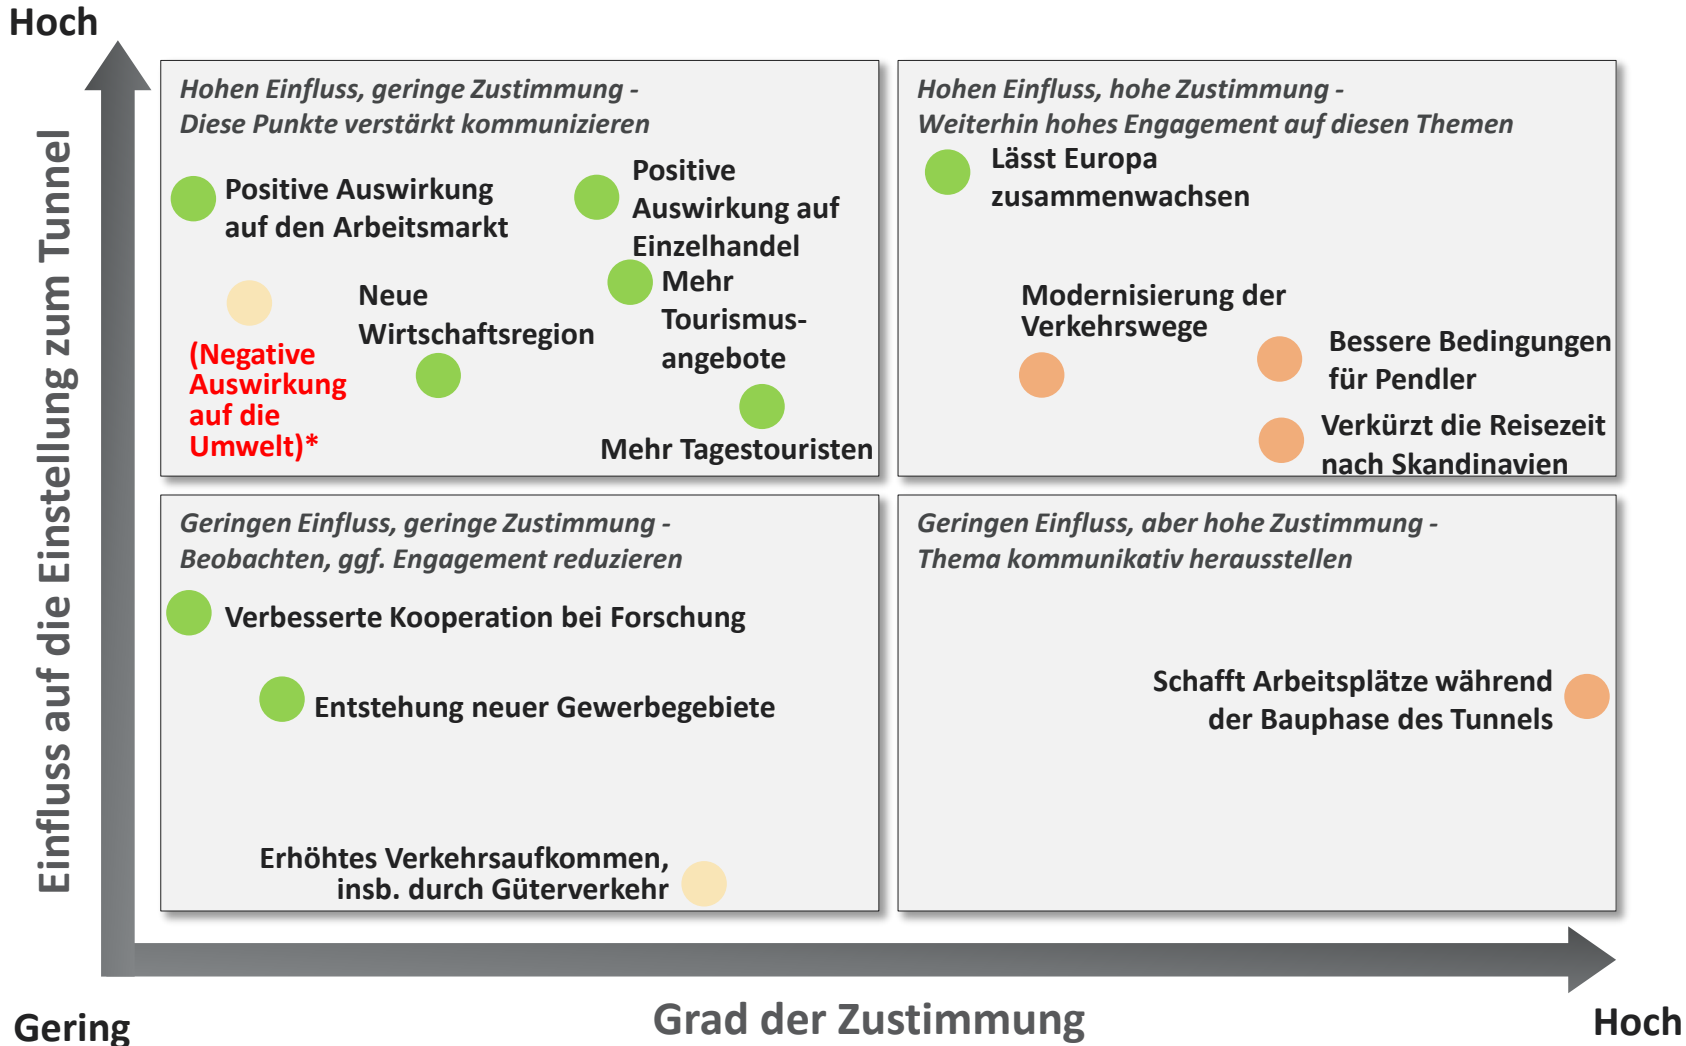 Hoch
Einfluss auf die Einstellung zum Tunnel
Hohen Einfluss, geringe Zustimmung -
Diese Punkte verstärkt kommunizieren
Positive Auswirkung
auf den Arbeitsmarkt
Positive
Auswirkung auf
Einzelhandel
(Negative
Auswirkung
auf die
Umwelt)*
Neue
Wirtschaftsregion
Mehr
Tourismus-
angebote
Mehr Tagestouristen
Hohen Einfluss, hohe Zustimmung -
Weiterhin hohes Engagement auf diesen Themen
Lässt Europa
zusammenwachsen
Modernisierung der
Verkehrswege
Bessere Bedingungen
für Pendler
Verkürzt die Reisezeit
nach Skandinavien
Geringen Einfluss, geringe Zustimmung -
Beobachten, ggf. Engagement reduzieren
Verbesserte Kooperation bei Forschung
Entstehung neuer Gewerbegebiete
Erhöhtes Verkehrsaufkommen,
insb. durch Güterverkehr
Geringen Einfluss, aber hohe Zustimmung -
Thema kommunikativ herausstellen
Schafft Arbeitsplätze während
der Bauphase des Tunnels
Gering
Grad der Zustimmung
Hoch